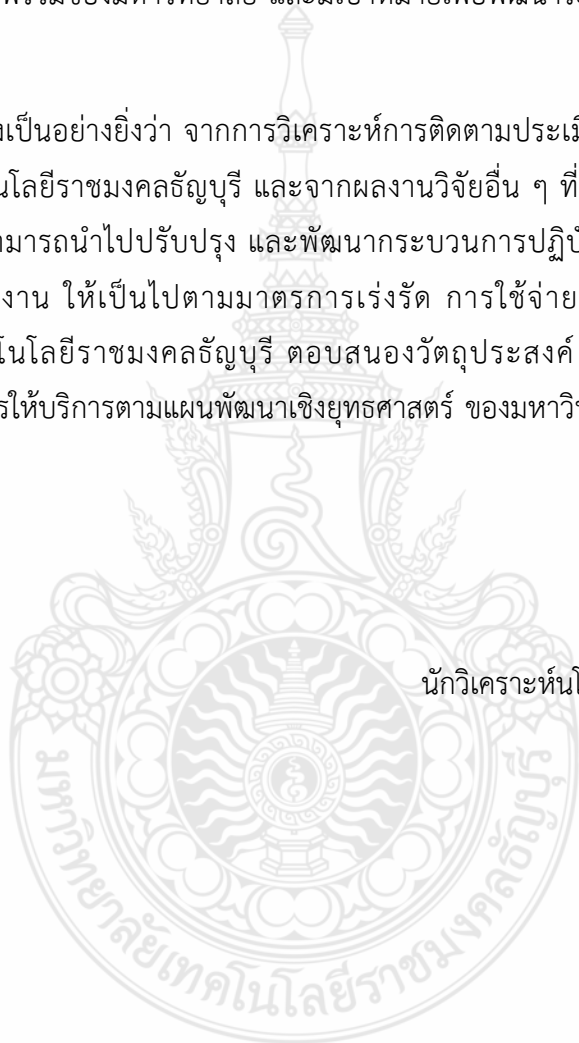 งเป็นอย่างยิ่งว่า จากการวิเคราะห์การติดตามประเมิ
นโลยีราชมงคลธัญบุรี และจากผลงานวิจัยอื่น ๆ ที่
ามารถนำไปปรับปรุง และพัฒนากระบวนการปฏิบั
งาน ให้เป็นไปตามมาตรการเร่งรัด การใช้จ่าย
โนโลยีราชมงคลธัญบุรี ตอบสนองวัตถุประสงค์
รให้บริการตามแผนพัฒนาเชิงยุทธศาสตร์ ของมหาวิ
นักวิเคราะห์นโ
มหาวิทยาลัยเทคโนโลยีราชมงคลธัญบุรี